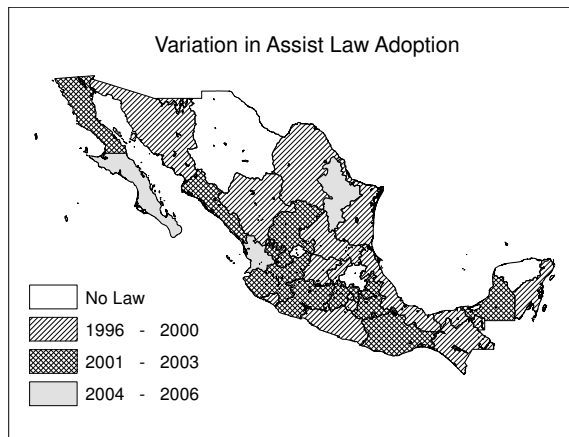 Variation in Assist Law Adoption
No Law
1996 - 2000
2001 - 2003
2004 - 2006